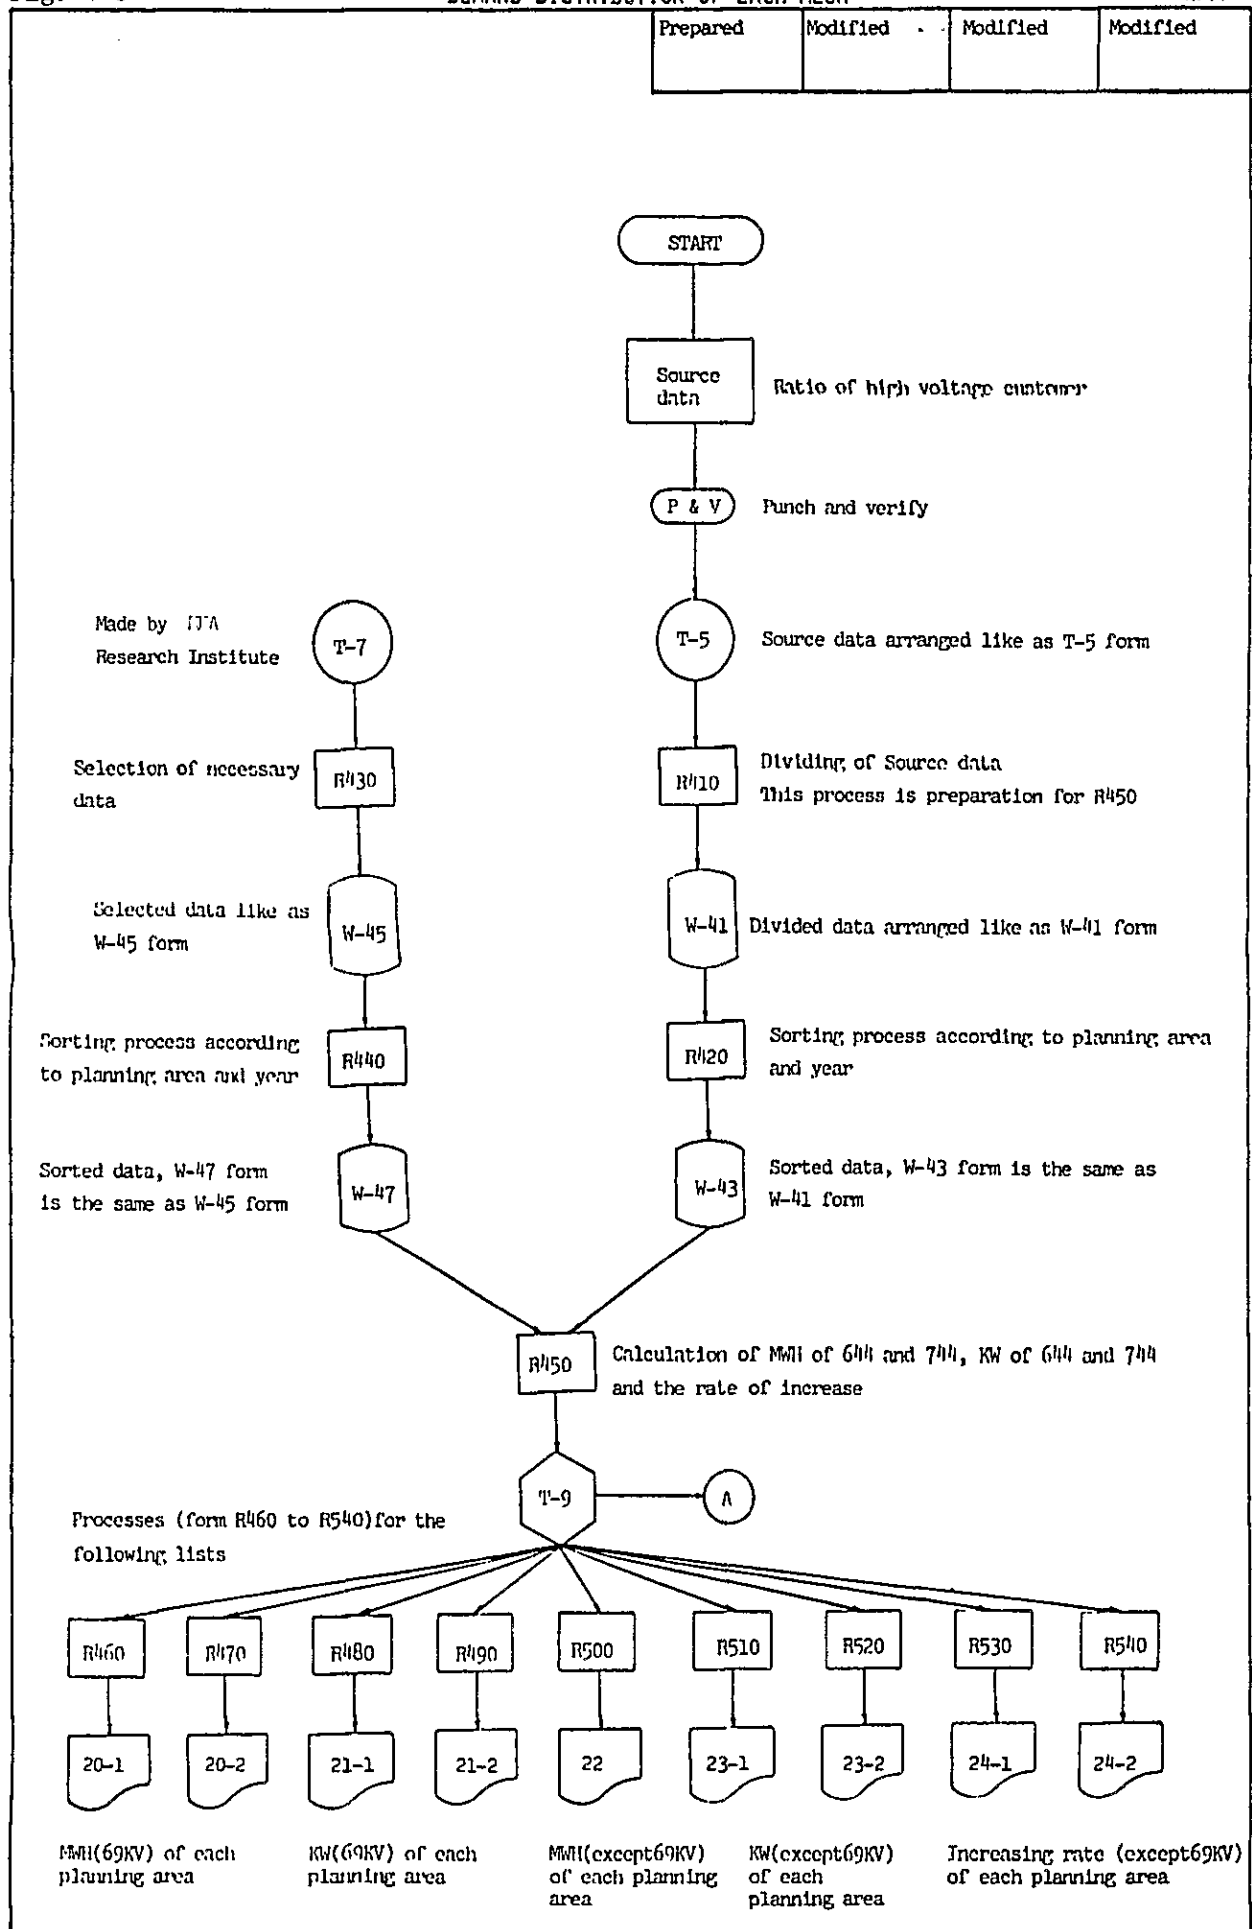 DEMAND DISTRIBUTION OF EACH MESH
Prepared Modified Modified Modified
START
Source
data
Ratio of high voltage customer
P & V
Punch and verify
Made by
Research Institute
T-7
T-5
Source data arranged like as T-5 form
Selection of necessary
data
R430
R410
Dividing of Source data
This process is preparation for R450
Selected data like as
W-45 form
W-45
W-41
Divided data arranged like as W-41 form
Sorting process according
to planning area and year
R440
R420
Sorting process according to planning area
and year
Sorted data, W-47 form
is the same as W-45 form
W-47
W-43
Sorted data, W-43 form is the same as
W-41 form
R450
Calculation of MWH of 644 and 744, KW of 644 and 744
and the rate of increase
T-9
A
Processes (form R460 to R540)for the
following lists
R460 R470 R480 R490 R500 R510 R520 R530 R540
20-1 20-2 21-1 21-2 22 23-1 23-2 24-1 24-2
MWH(69KV) of each
planning area
KW(69KV) of each
planning area
MWH(except69KV)
of each planning
area
KW(except69KV)
of each
planning area
Increasing rate (except69KV)
of each planning area